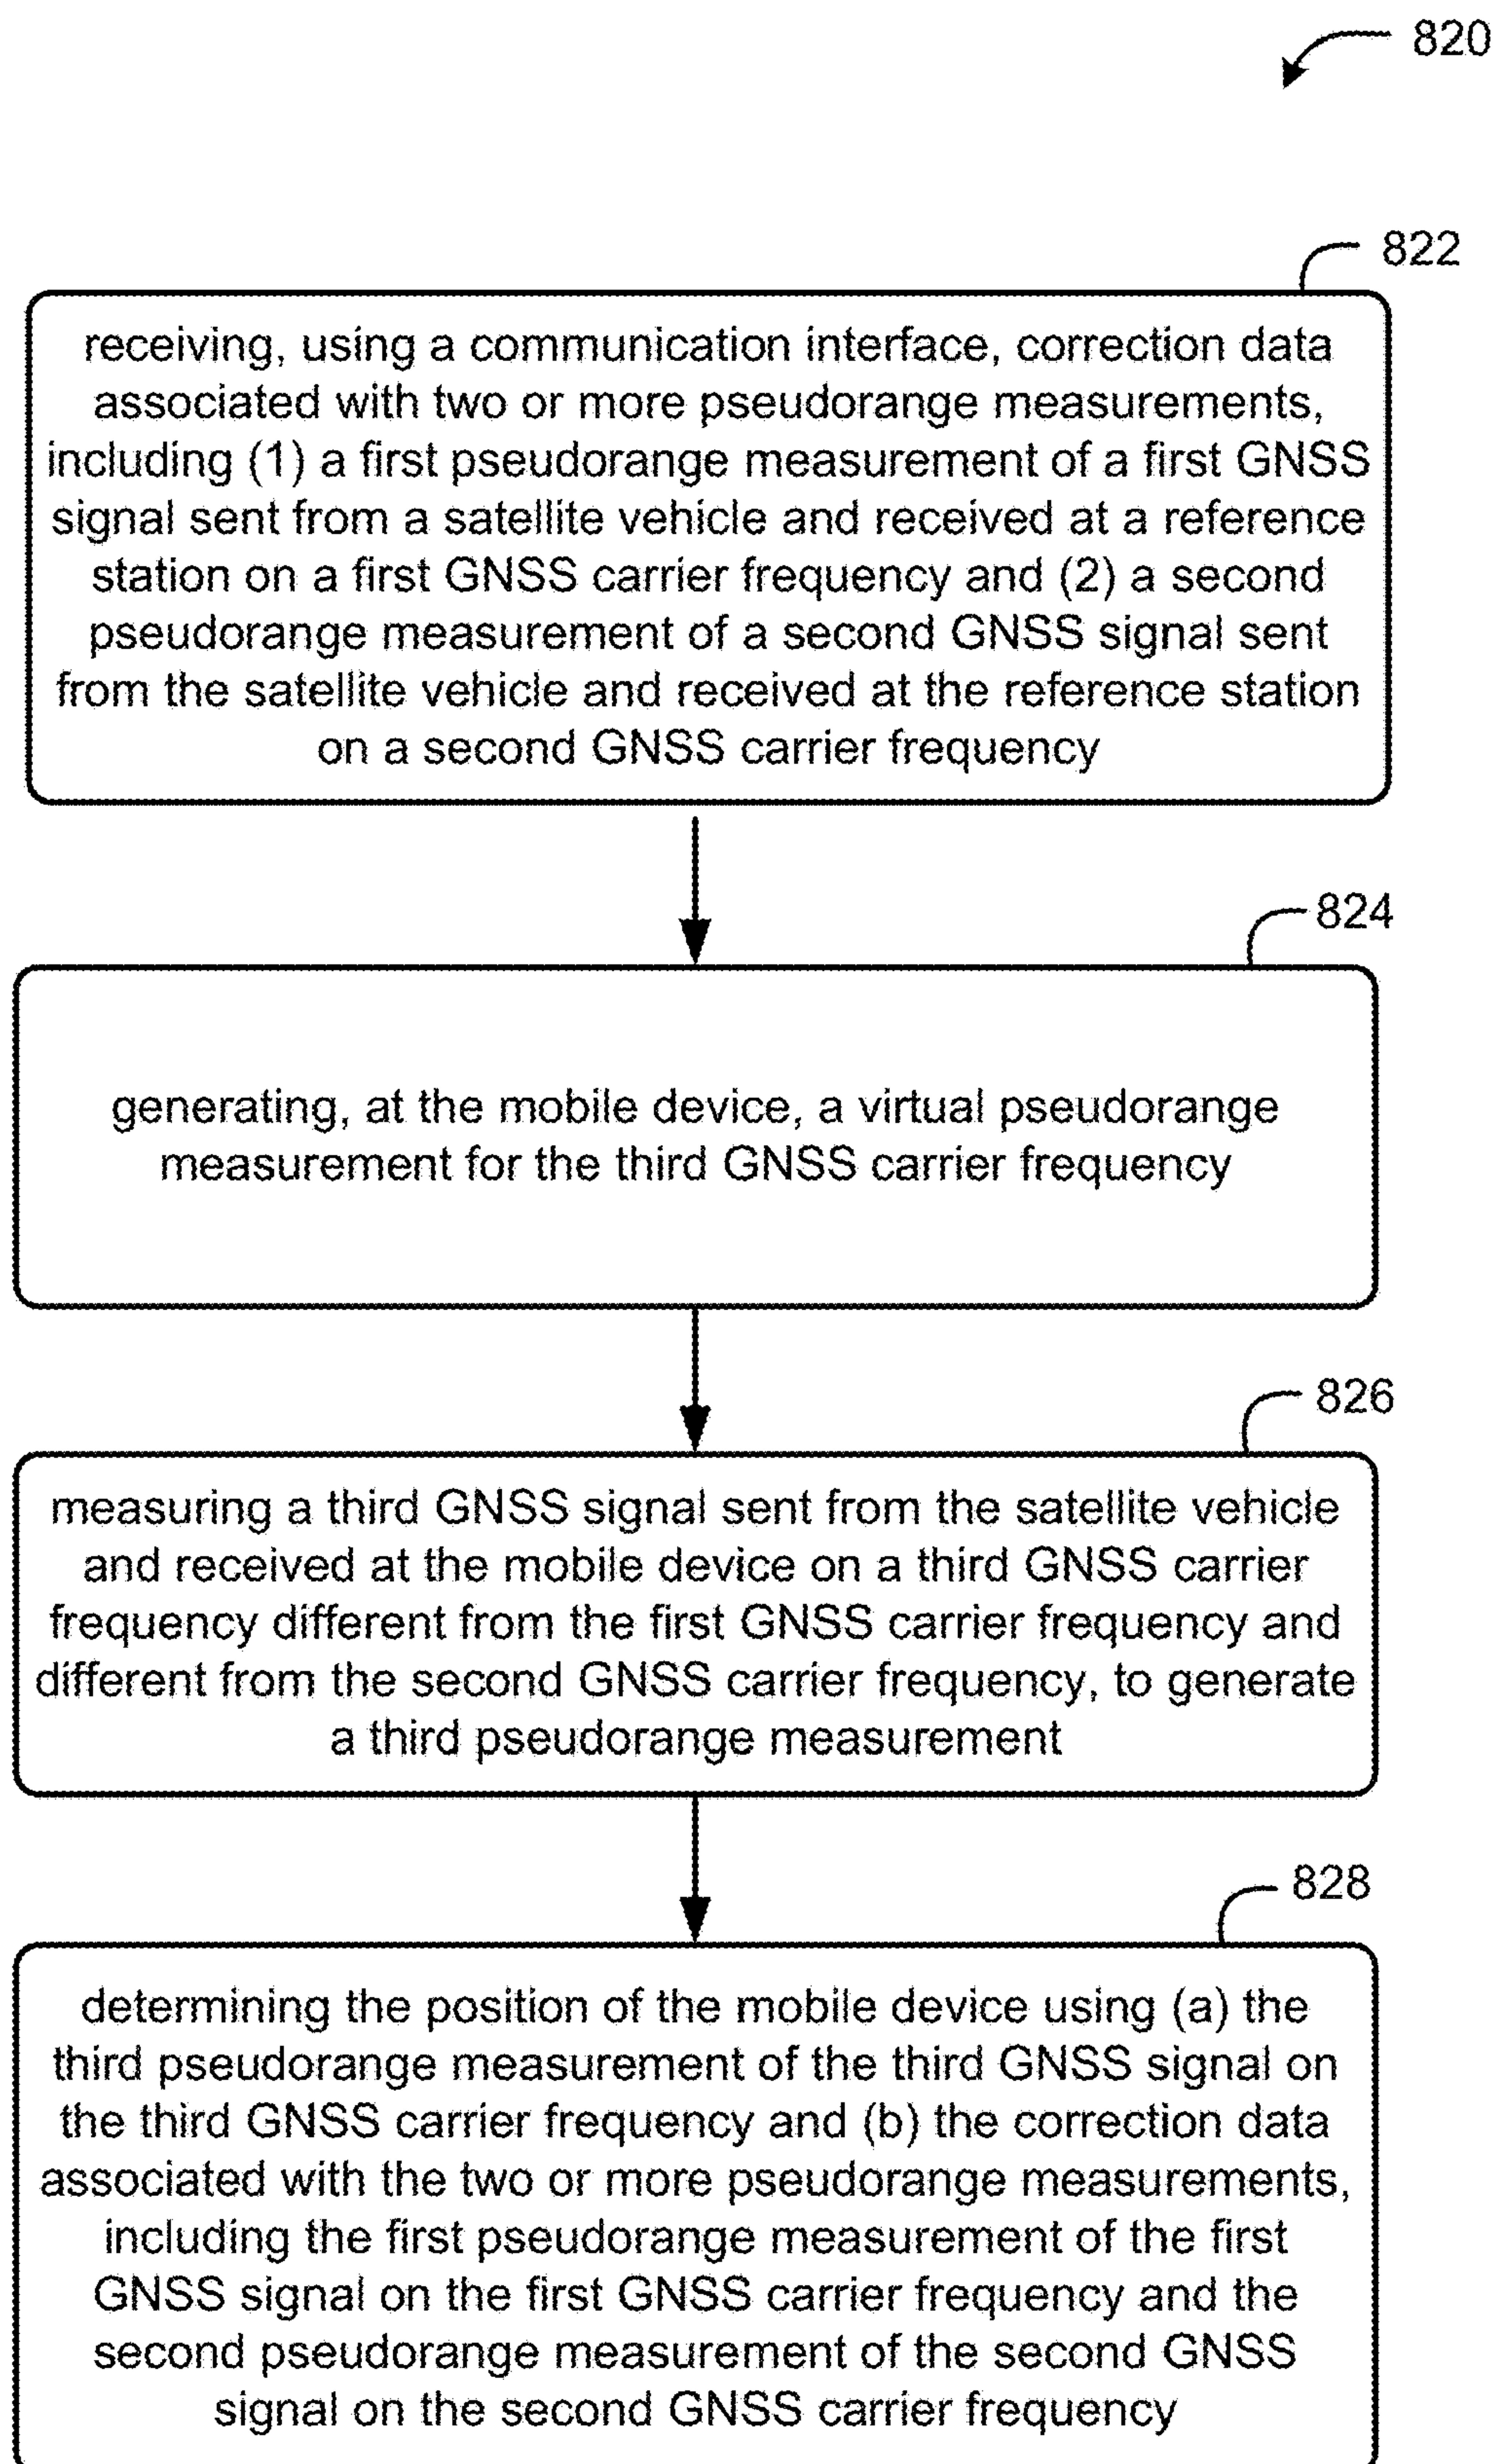 820
822
receiving, using a communication interface, correction data
associated with two or more pseudorange measurements,
including (1) a first pseudorange measurement of a first GNSS
signal sent from a satellite vehicle and received at a reference
station on a first GNSS carrier frequency and (2) a second
pseudorange measurement of a second GNSS signal sent
from the satellite vehicle and received at the reference station
on a second GNSS carrier frequency
824
generating, at the mobile device, a virtual pseudorange
measurement for the third GNSS carrier frequency
826
measuring a third GNSS signal sent from the satellite vehicle
and received at the mobile device on a third GNSS carrier
frequency different from the first GNSS carrier frequency and
different from the second GNSS carrier frequency, to generate
a third pseudorange measurement
828
determining the position of the mobile device using (a) the
third pseudorange measurement of the third GNSS signal on
the third GNSS carrier frequency and (b) the correction data
associated with the two or more pseudorange measurements,
including the first pseudorange measurement of the first
GNSS signal on the first GNSS carrier frequency and the
second pseudorange measurement of the second GNSS
signal on the second GNSS carrier frequency